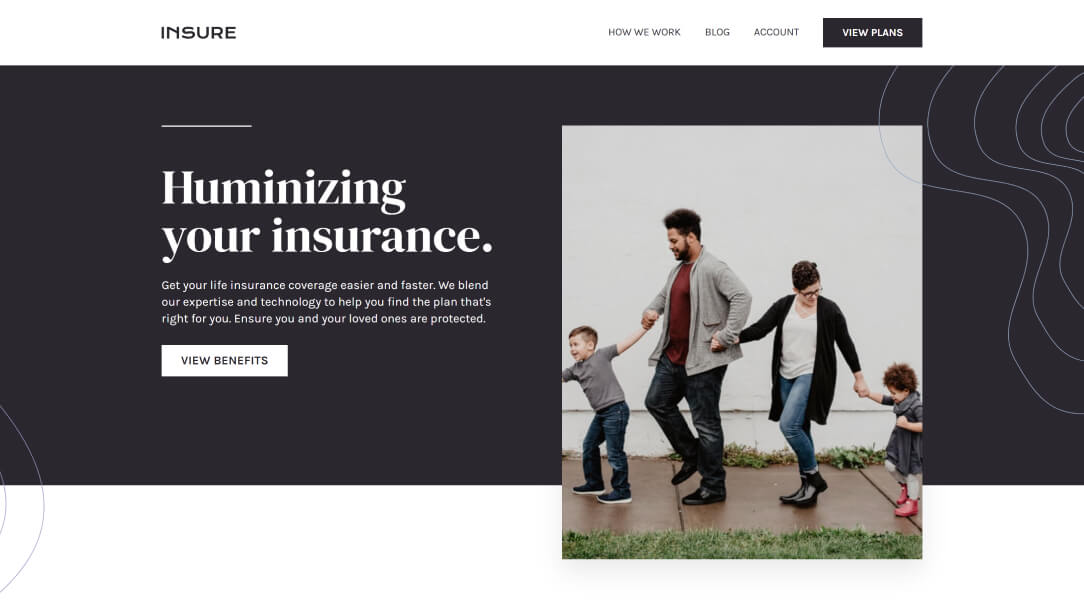 INSURE
HOW WE WORK
BLOG
ACCOUNT
VIEW PLANS
Huminizing
your insurance.
Get your life insurance coverage easier and faster. We blend
our expertise and technology to help you find the plan that's
right for you. Ensure you and your loved ones are protected.
VIEW BENEFITS